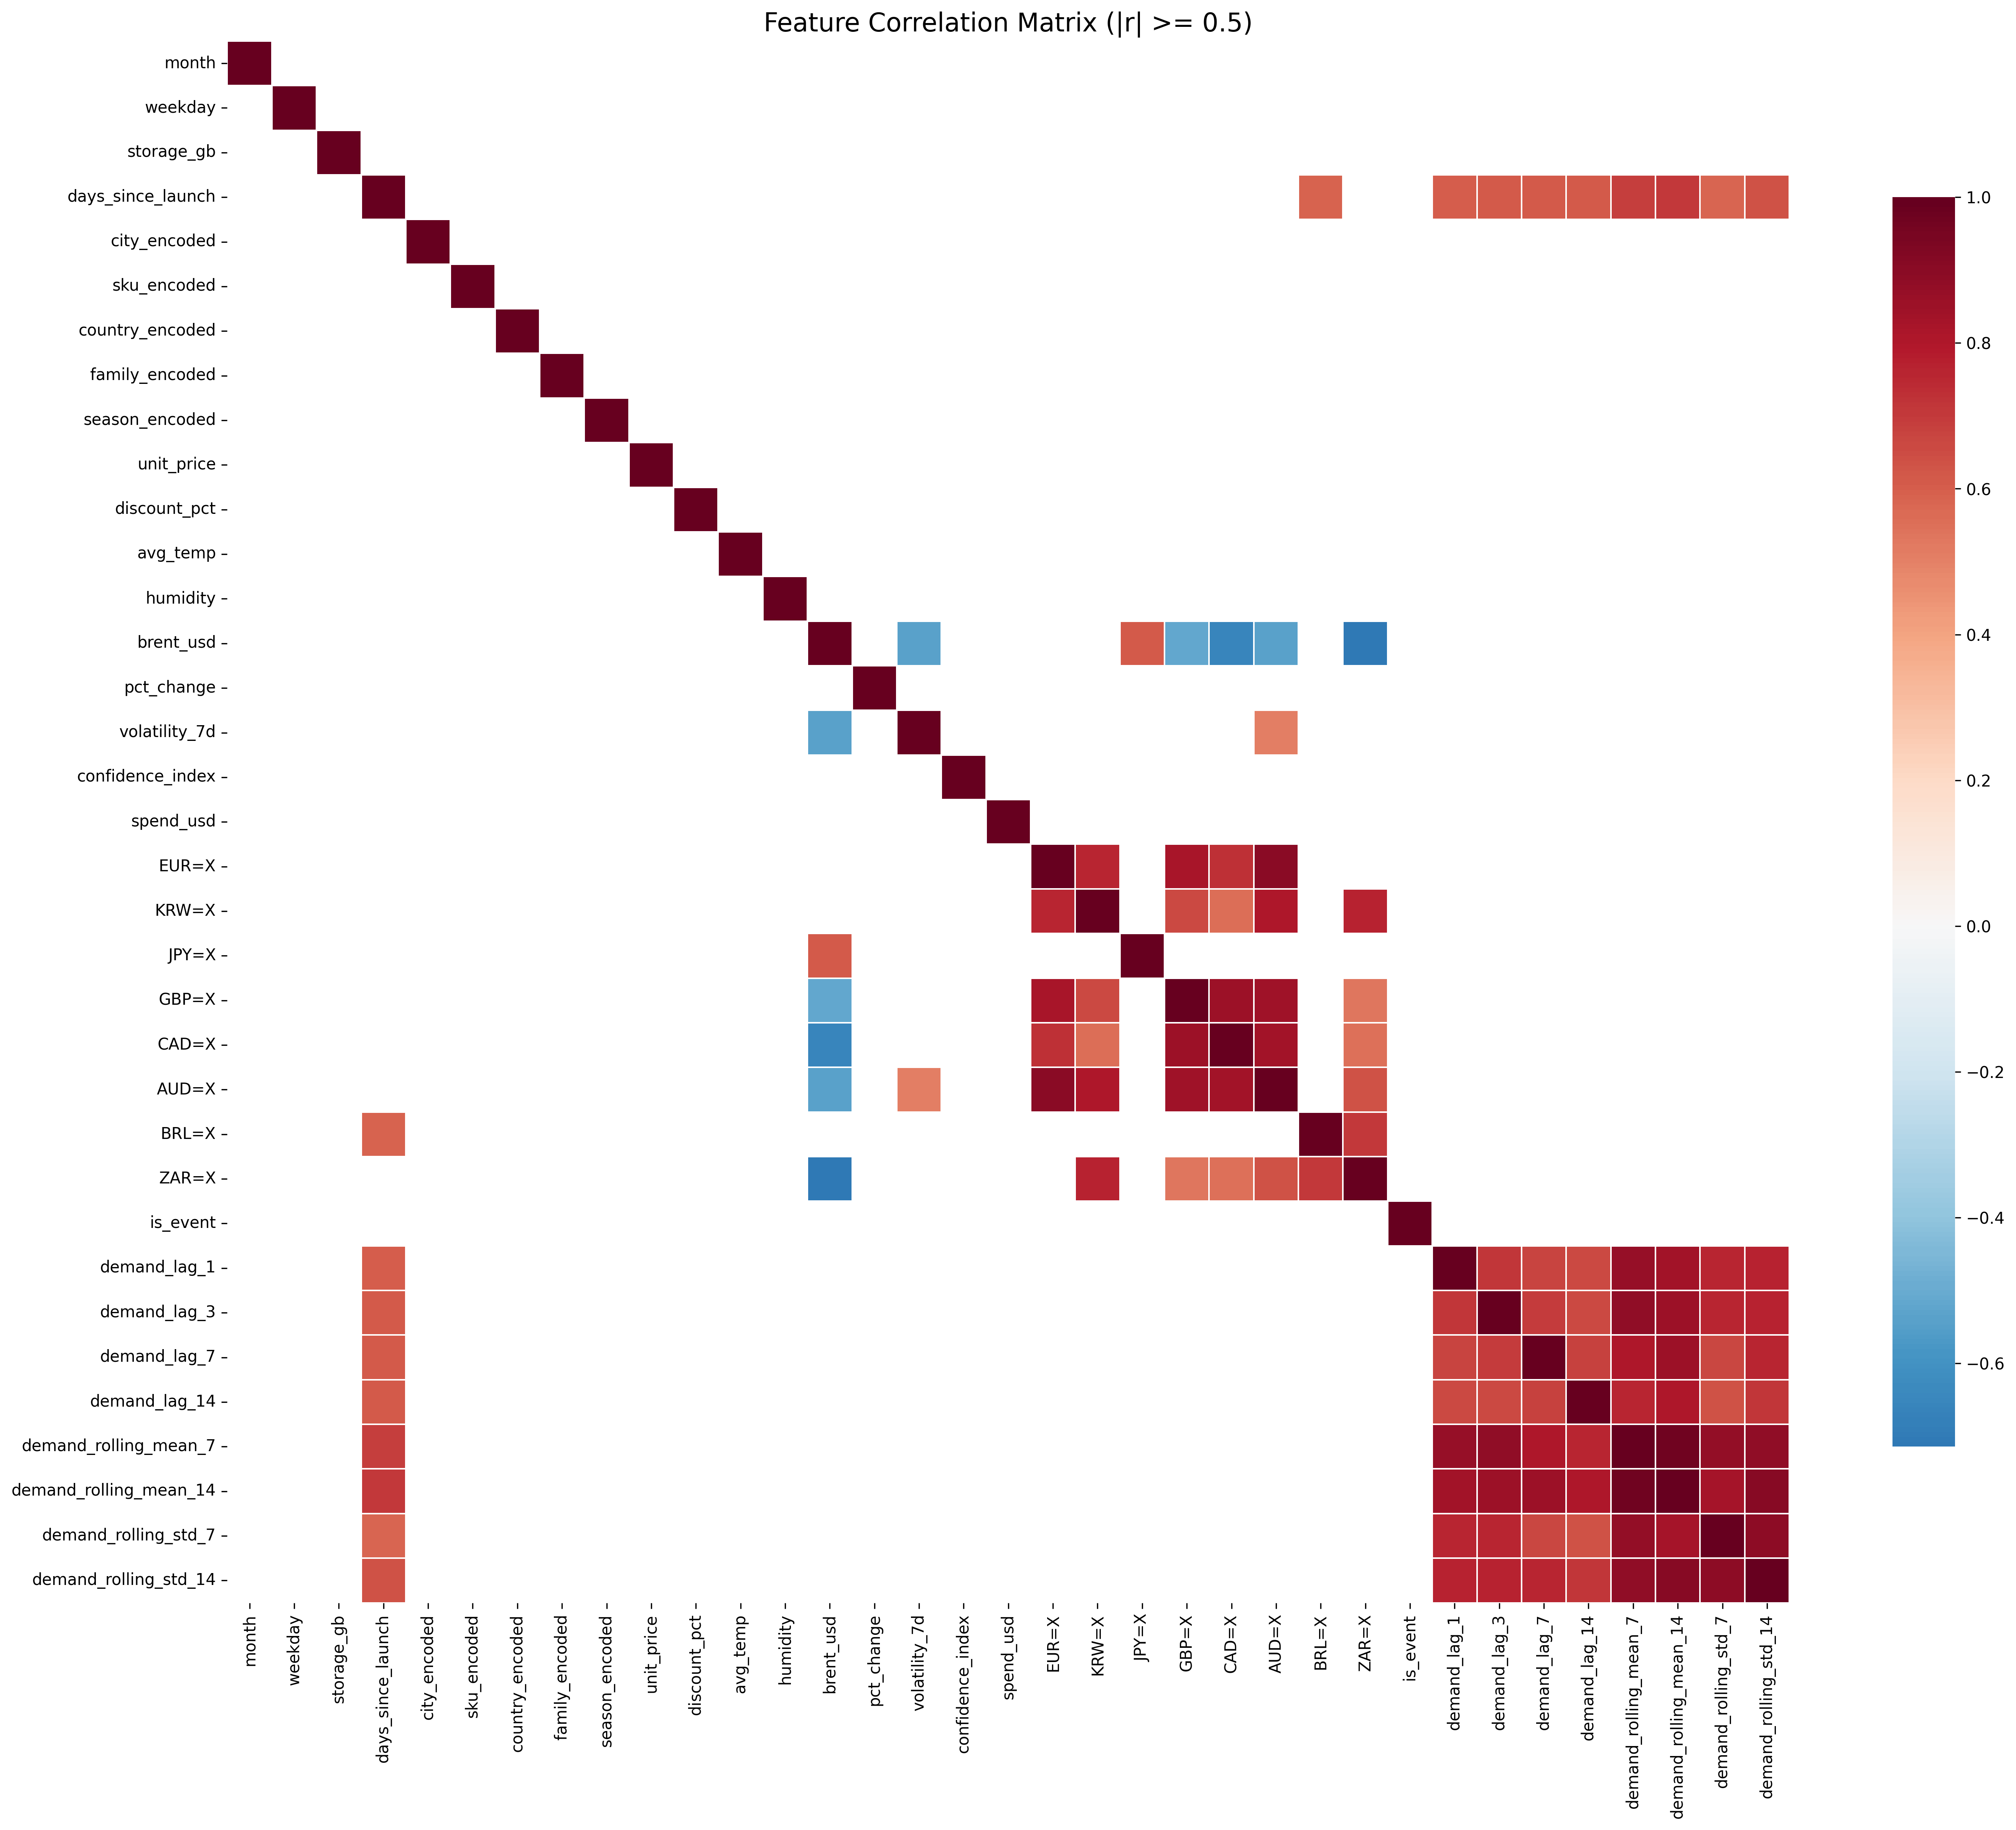 Feature Correlation Matrix (|r| >= 0.5)
month
weekday
storage_gb
days_since_launch
city_encoded
sku_encoded
country_encoded
family_encoded
season_encoded
unit_price
discount_pct
avg_temp
humidity
brent_usd
pct_change
volatility_7d
confidence_index
spend_usd
EUR=X
KRW=X
JPY=X
GBP=X
CAD=X
AUD=X
BRL=X
ZAR=X
is_event
demand_lag_1
demand_lag_3
demand_lag_7
demand_lag_14
demand_rolling_mean_7
demand_rolling_mean_14
demand_rolling_std_7
demand_rolling_std_14
month
weekday
storage_gb
days_since_launch
city_encoded
sku_encoded
country_encoded
family_encoded
season_encoded
unit_price
discount_pct
avg_temp
humidity
brent_usd
pct_change
volatility_7d
confidence_index
spend_usd
EUR=X
KRW=X
JPY=X
GBP=X
CAD=X
AUD=X
BRL=X
ZAR=X
is_event
demand_lag_1
demand_lag_3
demand_lag_7
demand_lag_14
demand_rolling_mean_7
demand_rolling_mean_14
demand_rolling_std_7
demand_rolling_std_14
1.0
0.8
0.6
0.4
0.2
0.0
−0.2
−0.4
−0.6